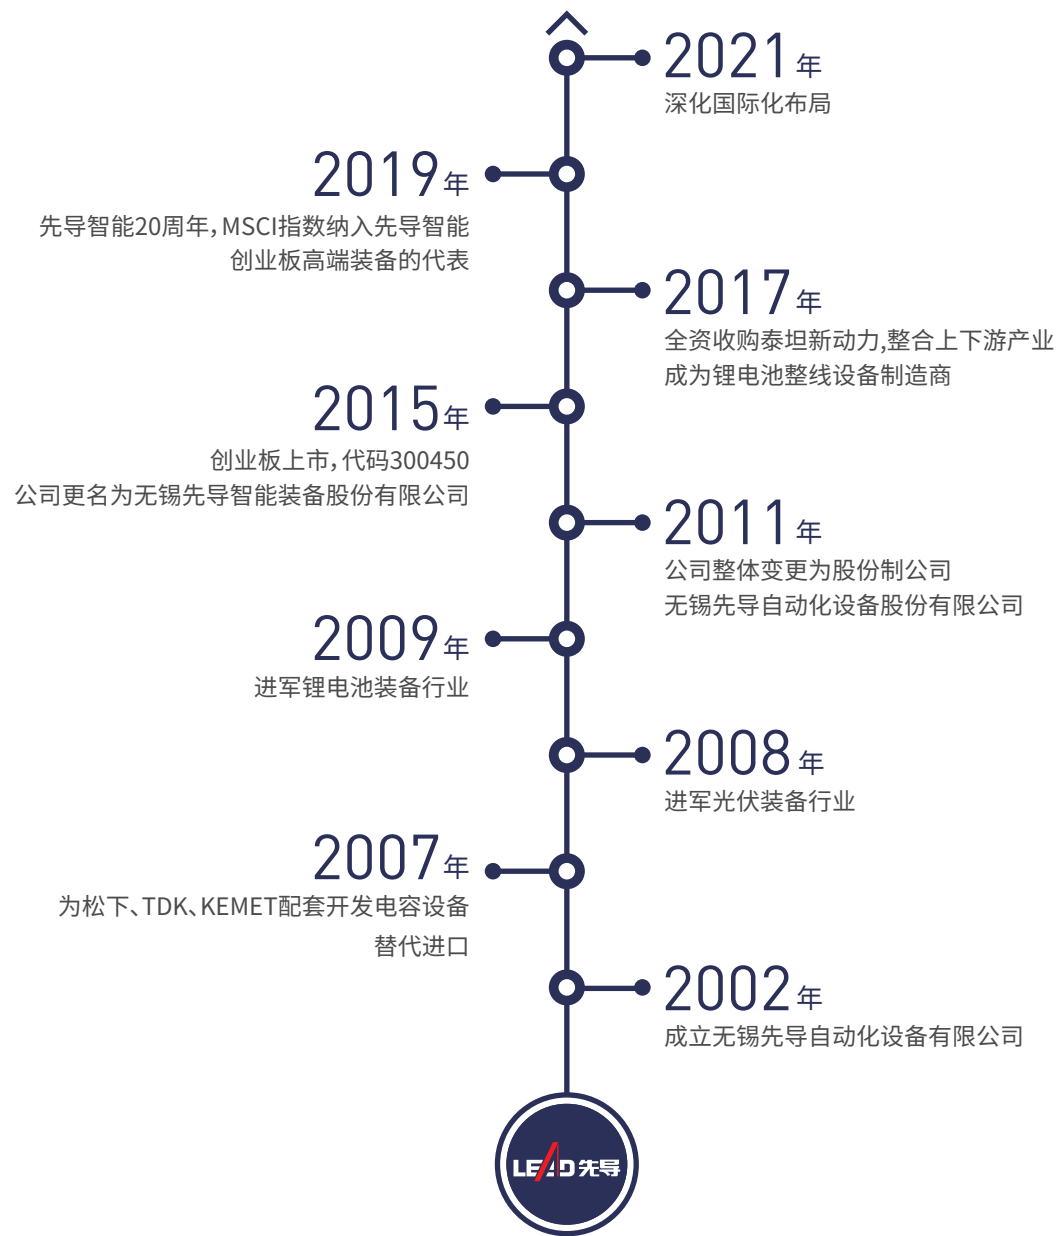 2021年
深化国际化布局
2019年
先导智能20周年，MSCI指数纳入先导智能
创业板高端装备的代表
2017年
全资收购泰坦新动力,整合上下游产业
成为锂电池整线设备制造商
2015年
创业板上市，代码300450
公司更名为无锡先导智能装备股份有限公司
2011年
公司整体变更为股份制公司
无锡先导自动化设备股份有限公司
2009年
进军锂电池装备行业
2008年
进军光伏装备行业
2007年
为松下、TDK、KEMET配套开发电容设备
替代进口
2002年
成立无锡先导自动化设备有限公司
LEAD先导